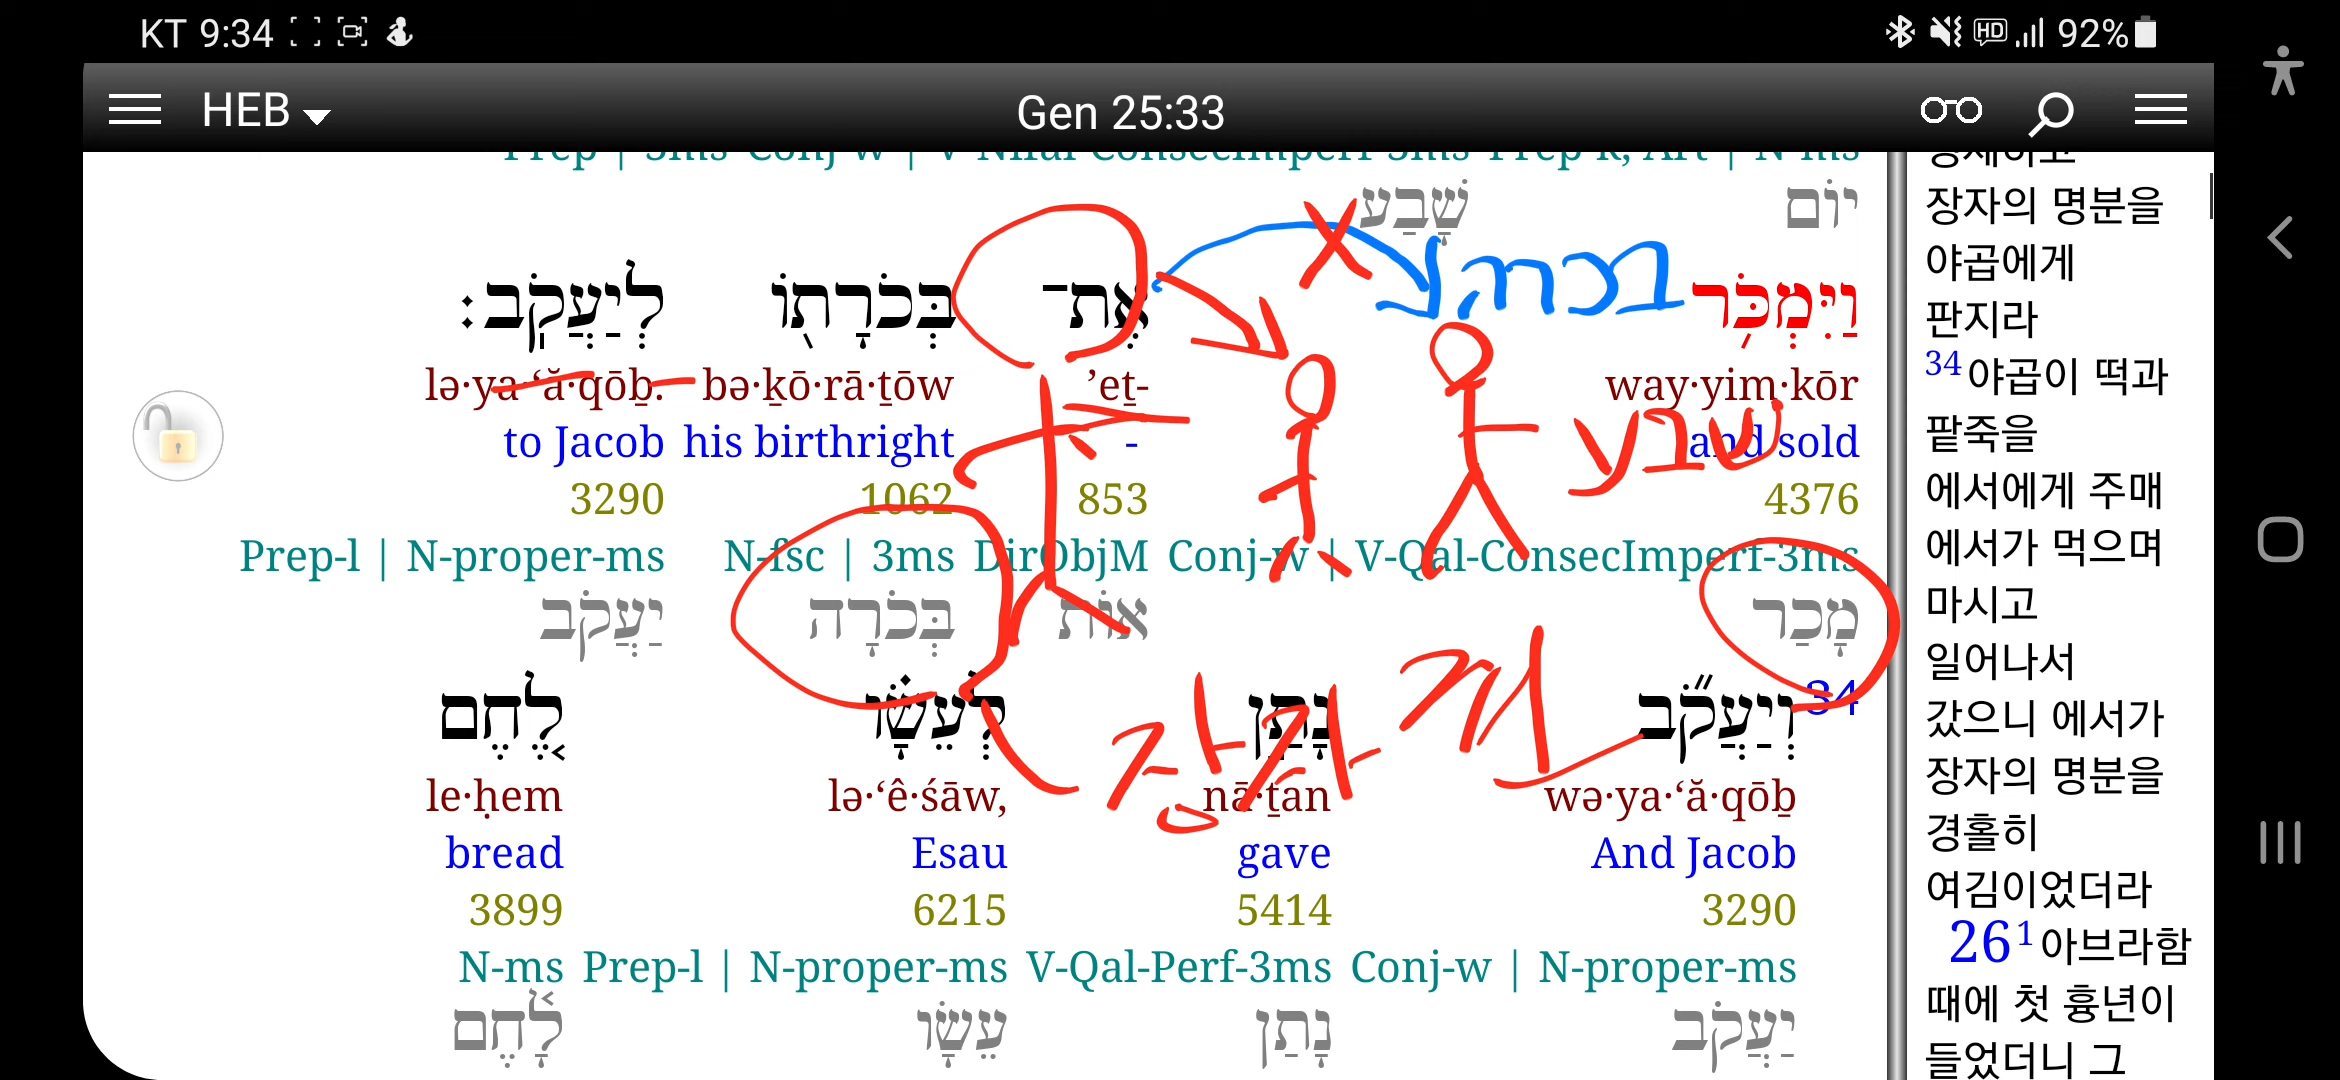 KT 9:34 HD 92%
HEB Gen 25:33
יוֹם שָׁבַע
וַיִּמְכֹּ֥ר אֶת־ בְּכֹרָת֖וֹ לְיַעֲקֹֽב׃
way·yim·kōr ’eṯ- bə·ḵō·rā·ṯōw lə·ya·‘ă·qōḇ.
and sold - his birthright to Jacob
4376 853 1062 3290
Conj-w | V-Qal-ConsecImperf-3ms DirObjM N-fsc | 3ms Prep-l | N-proper-ms
מָכַר אוֹת בְּכֹרָה יַעֲקֹב
34 וְיַעֲקֹ֞ב נָתַ֣ן לְעֵשָׂ֗ו לֶ֚חֶם
wə·ya·‘ă·qōḇ nā·ṯan lə·‘ê·śāw, le·ḥem
And Jacob gave Esau bread
3290 5414 6215 3899
Conj-w | N-proper-ms V-Qal-Perf-3ms Prep-l | N-proper-ms N-ms
יַעֲקֹב נָתַן עֵשָׂו לָ֫חֶם
שבע
장자의 명분을
야곱에게
판지라
34 야곱이 떡과
팥죽을
에서에게 주매
에서가 먹으며
마시고
일어나서
갔으니 에서가
장자의 명분을
경홀히
여김이었더라
26 1 아브라함
때에 첫 흉년이
들었더니 그